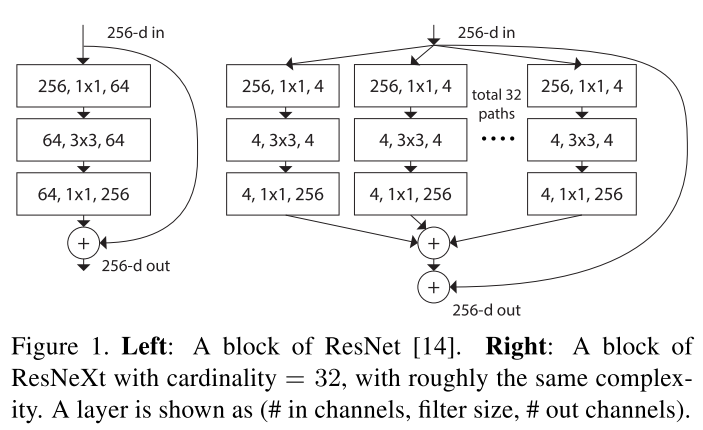 256-d in
256, 1x1, 64
64, 3x3, 64
64, 1x1, 256
+
256-d out
256-d in
256, 1x1, 4
256, 1x1, 4
total 32
paths
....
256, 1x1, 4
4, 3x3, 4
4, 3x3, 4
4, 3x3, 4
4, 1x1, 256
4, 1x1, 256
4, 1x1, 256
+
+
256-d out
Figure 1. Left: A block of ResNet [14]. Right: A block of
ResNeXt with cardinality = 32, with roughly the same complex-
ity. A layer is shown as (# in channels, filter size, # out channels).